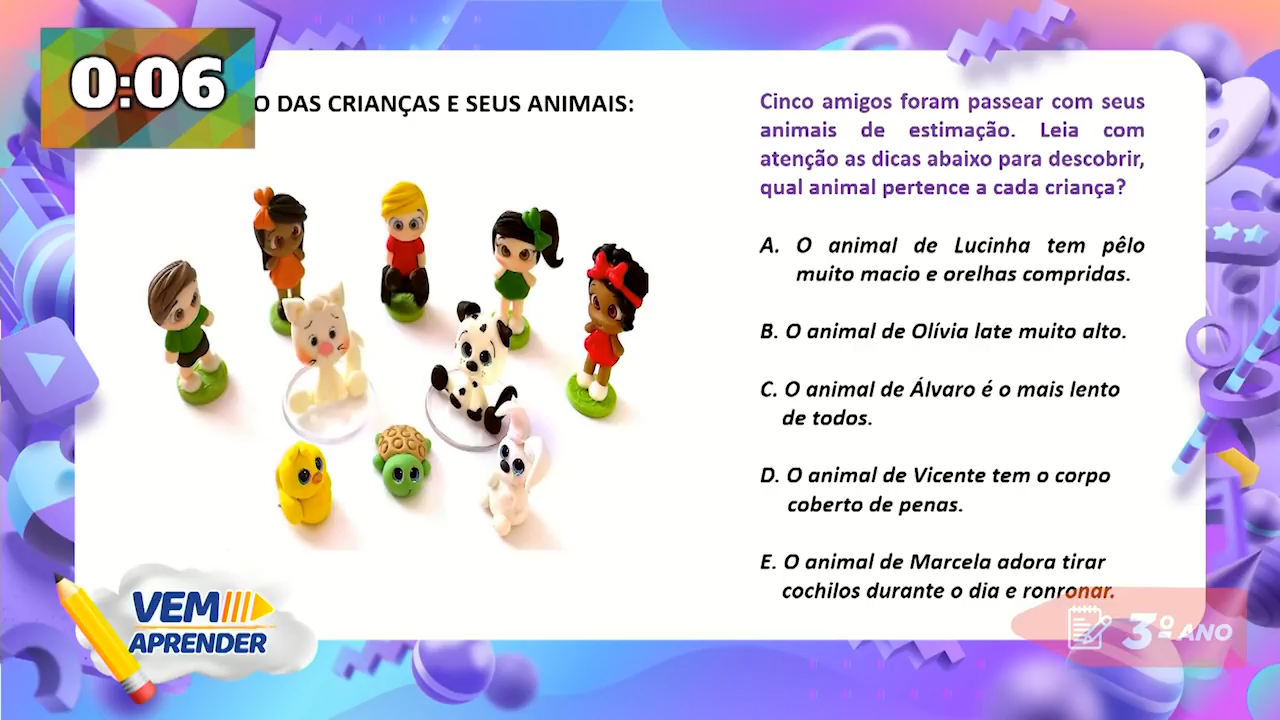 0:06
O DAS CRIANÇAS E SEUS ANIMAIS:
Cinco amigos foram passear com seus
animais de estimação. Leia com
atenção as dicas abaixo para descobrir,
qual animal pertence a cada criança?
A. O animal de Lucinha tem pêlo
muito macio e orelhas compridas.
B. O animal de Olívia late muito alto.
C. O animal de Álvaro é o mais lento
de todos.
D. O animal de Vicente tem o corpo
coberto de penas.
E. O animal de Marcela adora tirar
cochilos durante o dia e ronronar.
VEM
APRENDER
3º ANO